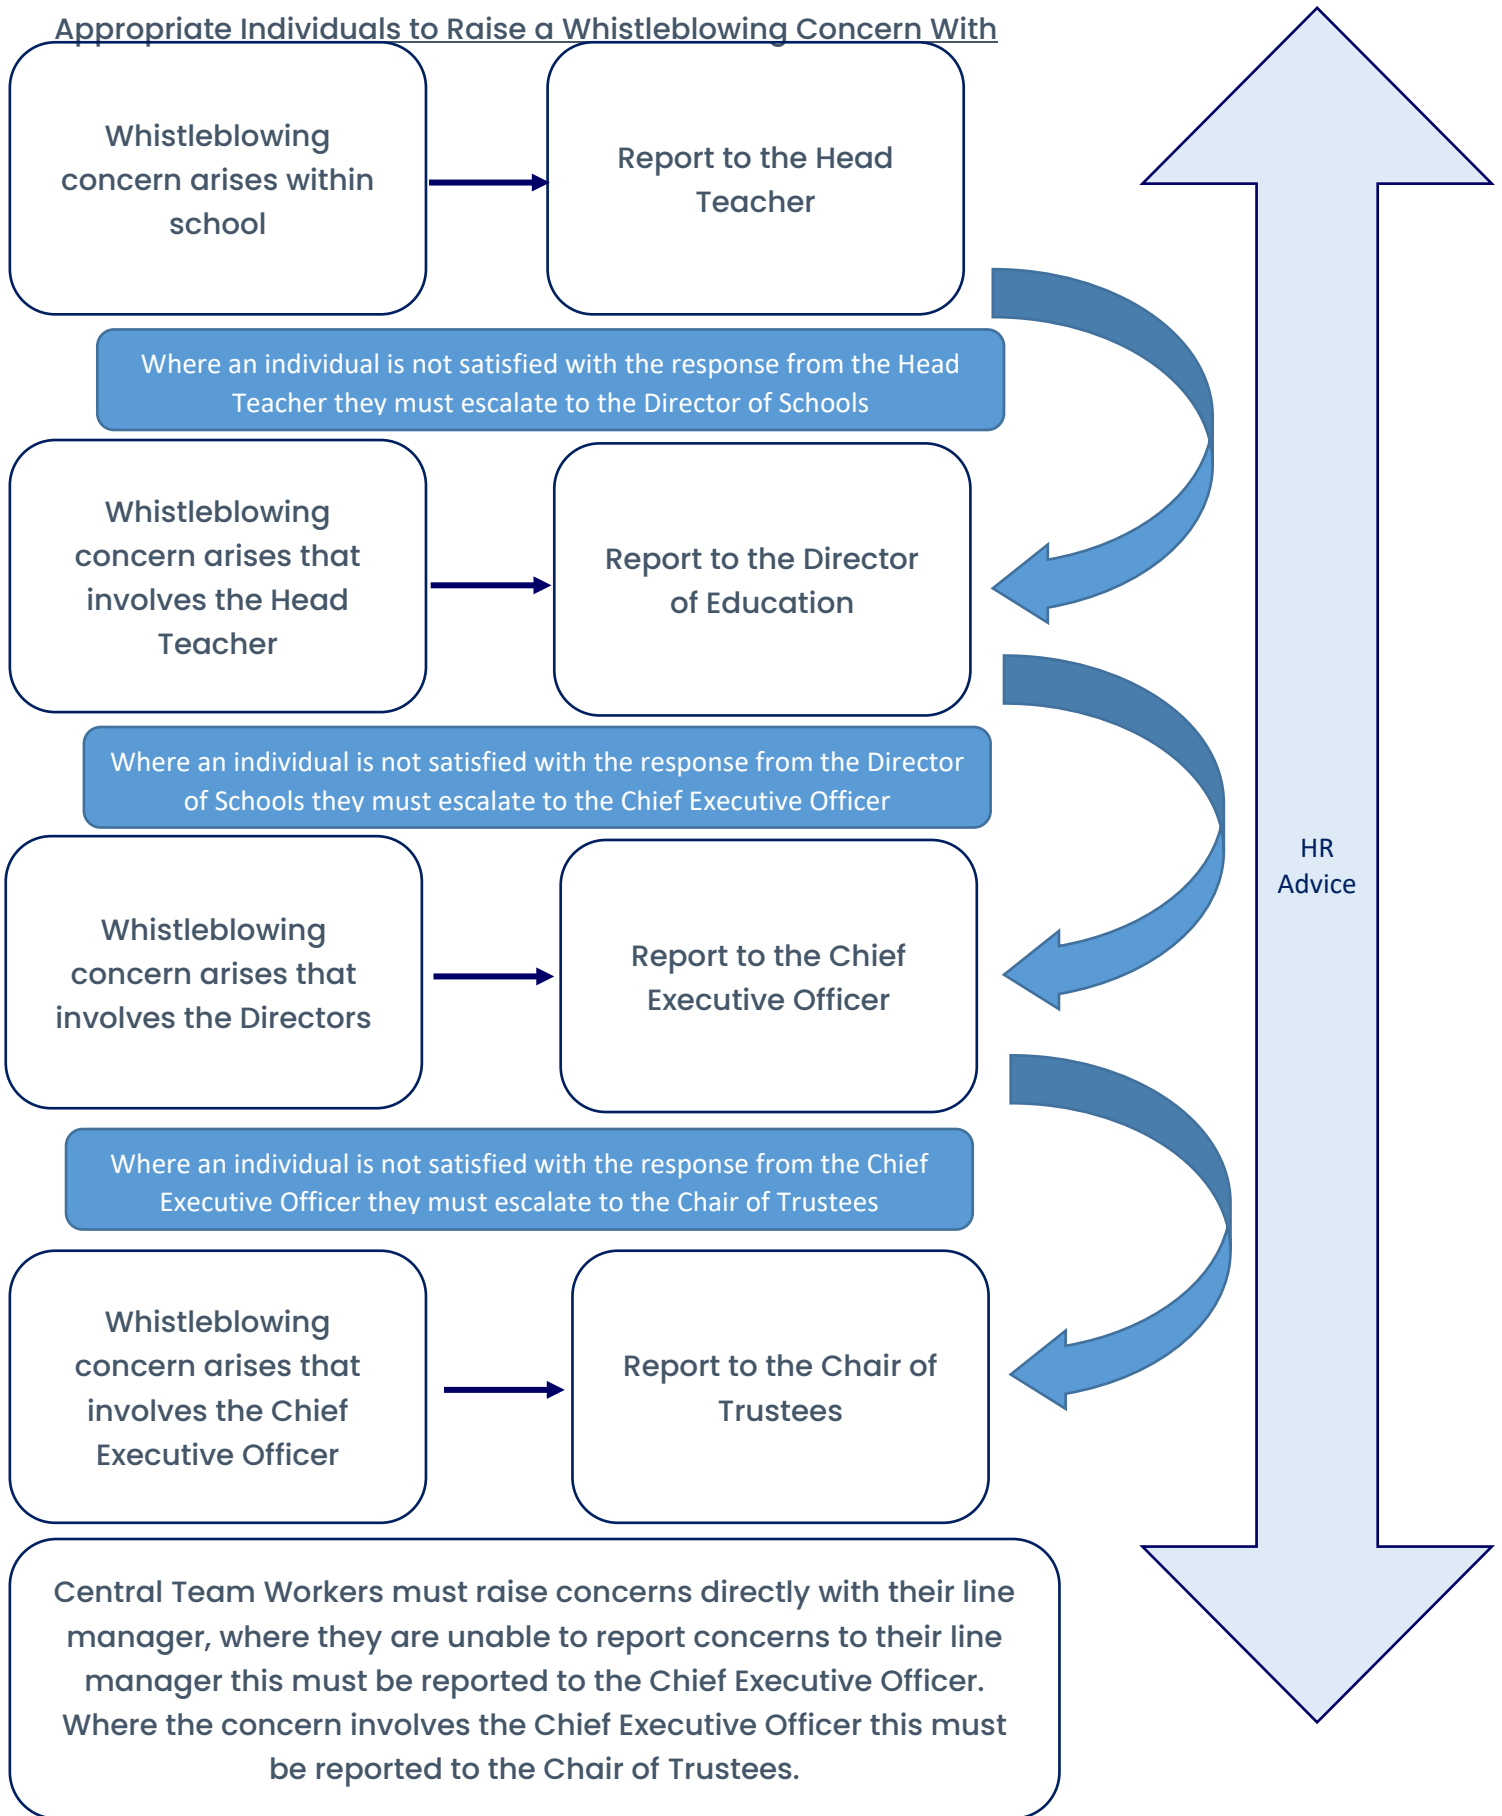 Appropriate Individuals to Raise a Whistleblowing Concern With
Whistleblowing
concern arises within
school
Report to the Head
Teacher
Where an individual is not satisfied with the response from the Head
Teacher they must escalate to the Director of Schools
Whistleblowing
concern arises that
involves the Head
Teacher
Report to the Director
of Education
Where an individual is not satisfied with the response from the Director
of Schools they must escalate to the Chief Executive Officer
HR
Advice
Whistleblowing
concern arises that
involves the Directors
Report to the Chief
Executive Officer
Where an individual is not satisfied with the response from the Chief
Executive Officer they must escalate to the Chair of Trustees
Whistleblowing
concern arises that
involves the Chief
Executive Officer
Report to the Chair of
Trustees
Central Team Workers must raise concerns directly with their line
manager, where they are unable to report concerns to their line
manager this must be reported to the Chief Executive Officer.
Where the concern involves the Chief Executive Officer this must
be reported to the Chair of Trustees.